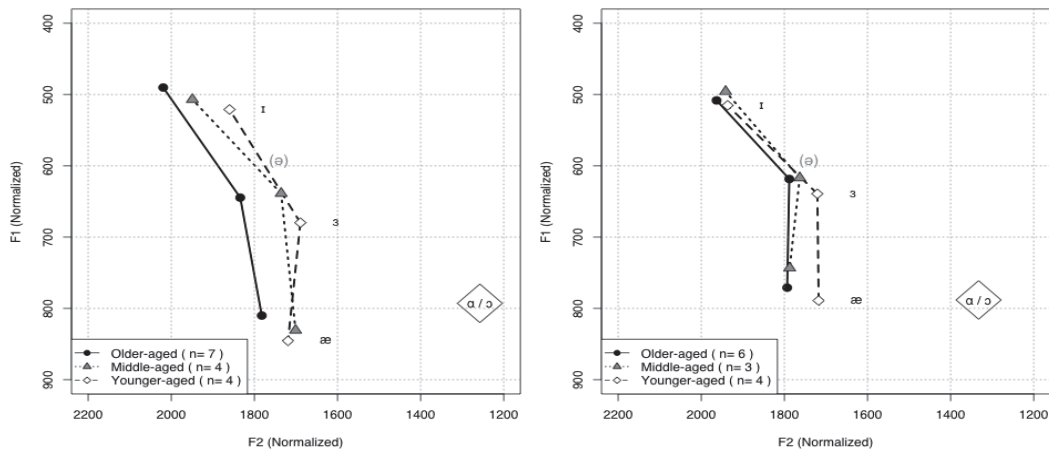 400
500
600
700
800
900
F1 (Normalized)
ɪ
(ə)
ɜ
æ
ɑ / ɔ
Older-aged ( n= 7 )
Middle-aged ( n= 4 )
Younger-aged ( n= 4 )
2200 2000 1800 1600 1400 1200
F2 (Normalized)
400
500
600
700
800
900
F1 (Normalized)
ɪ
(ə)
ɜ
æ
ɑ / ɔ
Older-aged ( n= 6 )
Middle-aged ( n= 3 )
Younger-aged ( n= 4 )
2200 2000 1800 1600 1400 1200
F2 (Normalized)